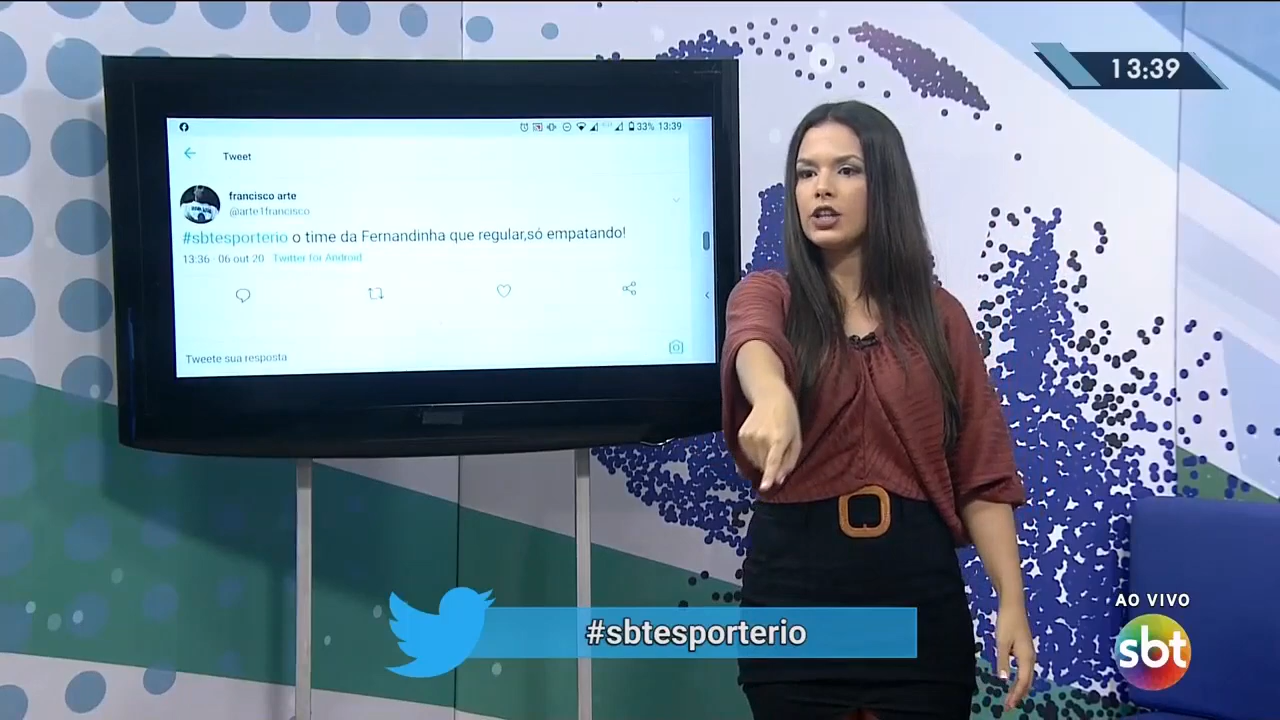 13:39
33% 13:39
Tweet
francisco arte
@arte1francisco
#sbtesporterio o time da Fernandinha que regular,só empatando!
13:36 · 06 out 20 Twitter for Android
Tweete sua resposta
AO VIVO
sbt
#sbtesporterio